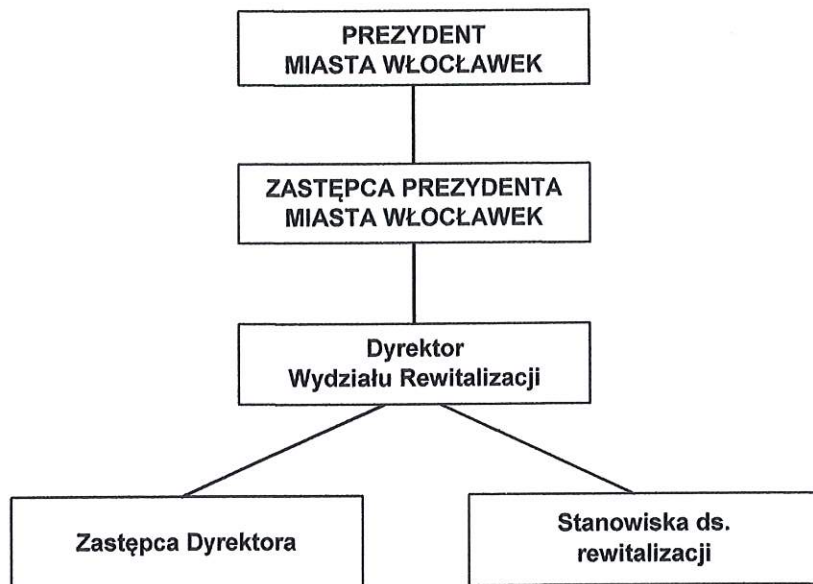 PREZYDENT
MIASTA WŁOCŁAWEK
ZASTĘPCA PREZYDENTA
MIASTA WŁOCŁAWEK
Dyrektor
Wydziału Rewitalizacji
Zastępca Dyrektora
Stanowiska ds.
rewitalizacji